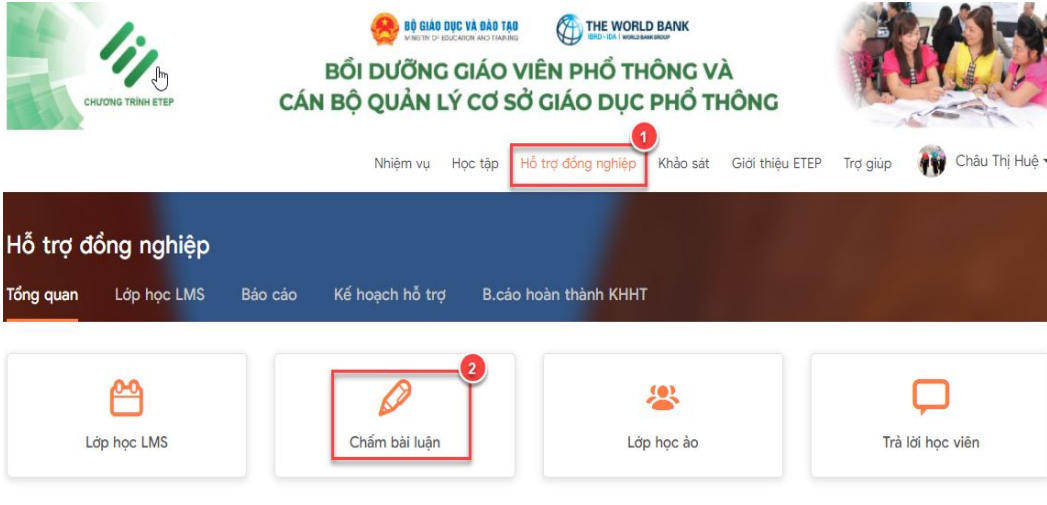 BỘ GIÁO DỤC VÀ ĐÀO TẠO
MINISTRY OF EDUCATION AND TRAINING
THE WORLD BANK
IBRD • IDA | WORLD BANK GROUP
CHƯƠNG TRÌNH ETEP
BỒI DƯỠNG GIÁO VIÊN PHỔ THÔNG VÀ
CÁN BỘ QUẢN LÝ CƠ SỞ GIÁO DỤC PHỔ THÔNG
1
Nhiệm vụ Học tập Hỗ trợ đồng nghiệp Khảo sát Giới thiệu ETEP Trợ giúp Châu Thị Huệ
Hỗ trợ đồng nghiệp
Tổng quan Lớp học LMS Báo cáo Kế hoạch hỗ trợ B.cáo hoàn thành KHHT
2
Lớp học LMS Chấm bài luận Lớp học ảo Trả lời học viên